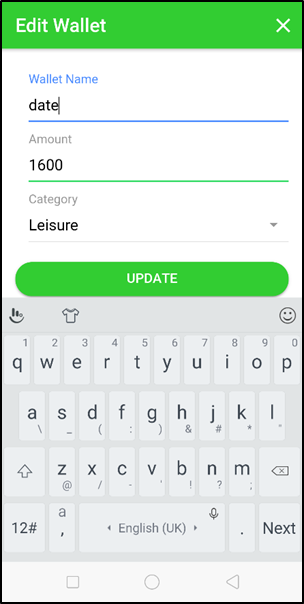 Edit Wallet
Wallet Name
date
Amount
1600
Category
Leisure
UPDATE
1 2 3 4 5 6 7 8 9 0
q w e r t y u i o p
a s d f g h j k l
\ _ ( : ) & # * "
z x c v b n m
@ / - ' ! ? ;
12# a , English (UK) . Next